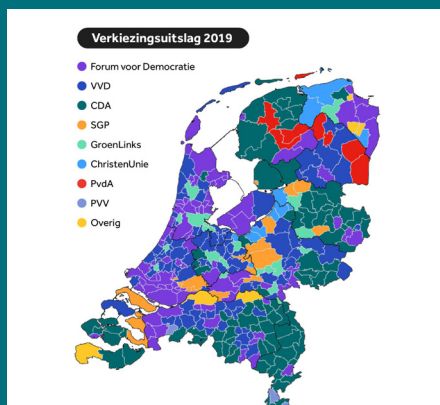 Verkiezingsuitslag 2019
Forum voor Democratie
VVD
CDA
SGP
GroenLinks
ChristenUnie
PvdA
PVV
Overig